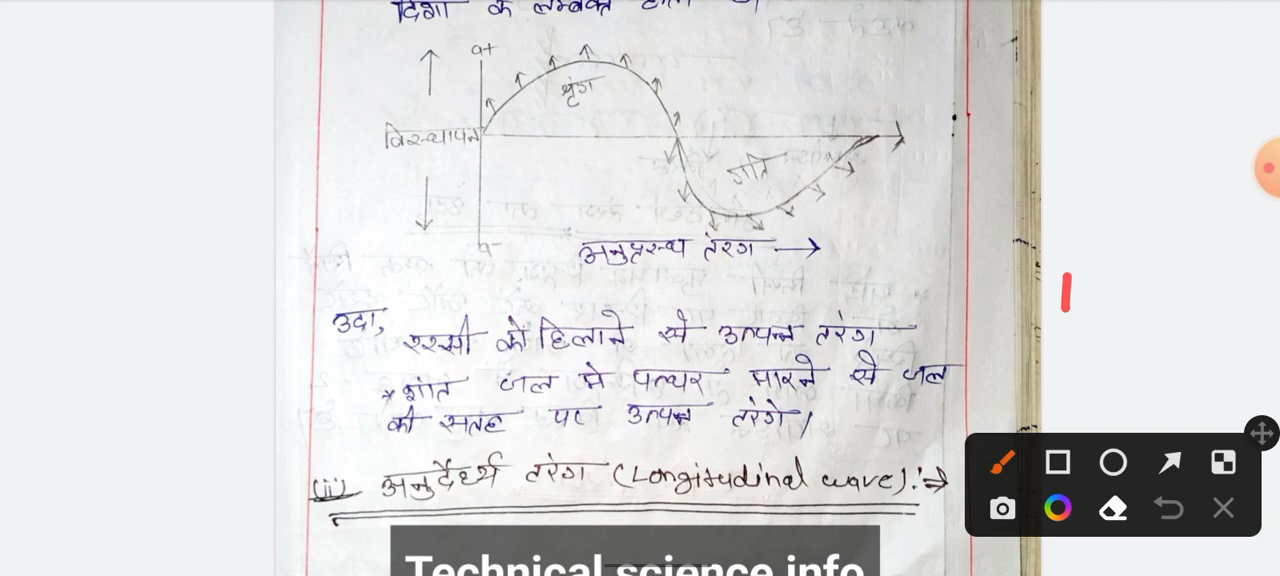 दिशा के लम्बवत होता
a+
श्रृंग
विस्थापन
गर्त
a-
अनुप्रस्थ तंरग →
उदा, रस्सी को हिलाने से उत्पन्न तरंग
* शांत जल मे पत्थर मारने से जल
की सतह पर उत्पन्न तरंगे।
(ii) अनुदैर्ध्य तरंग (Longitudinal wave):→
Technical science info